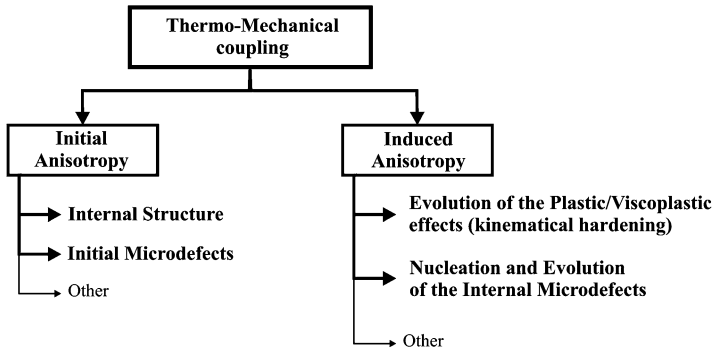 Thermo-Mechanical
coupling
Initial
Anisotropy
Internal Structure
Initial Microdefects
Other
Induced
Anisotropy
Evolution of the Plastic/Viscoplastic
effects (kinematical hardening)
Nucleation and Evolution
of the Internal Microdefects
Other